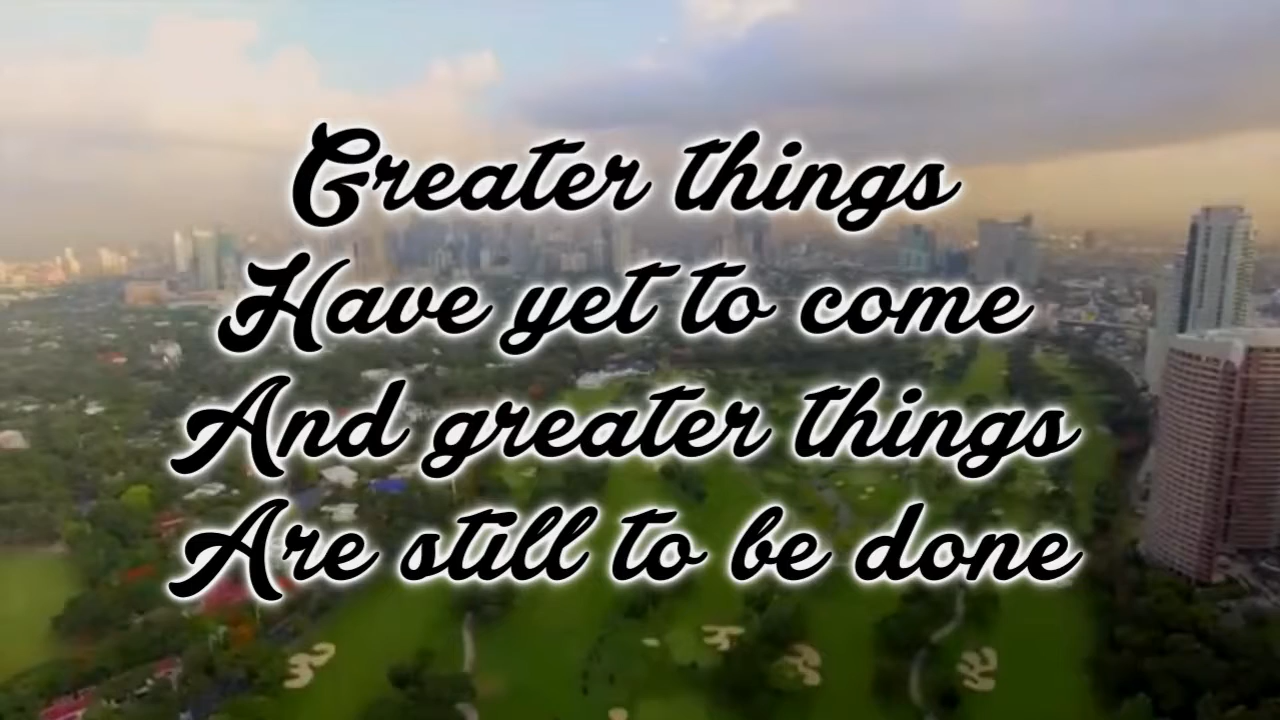 Greater things
Have yet to come
And greater things
Are still to be done